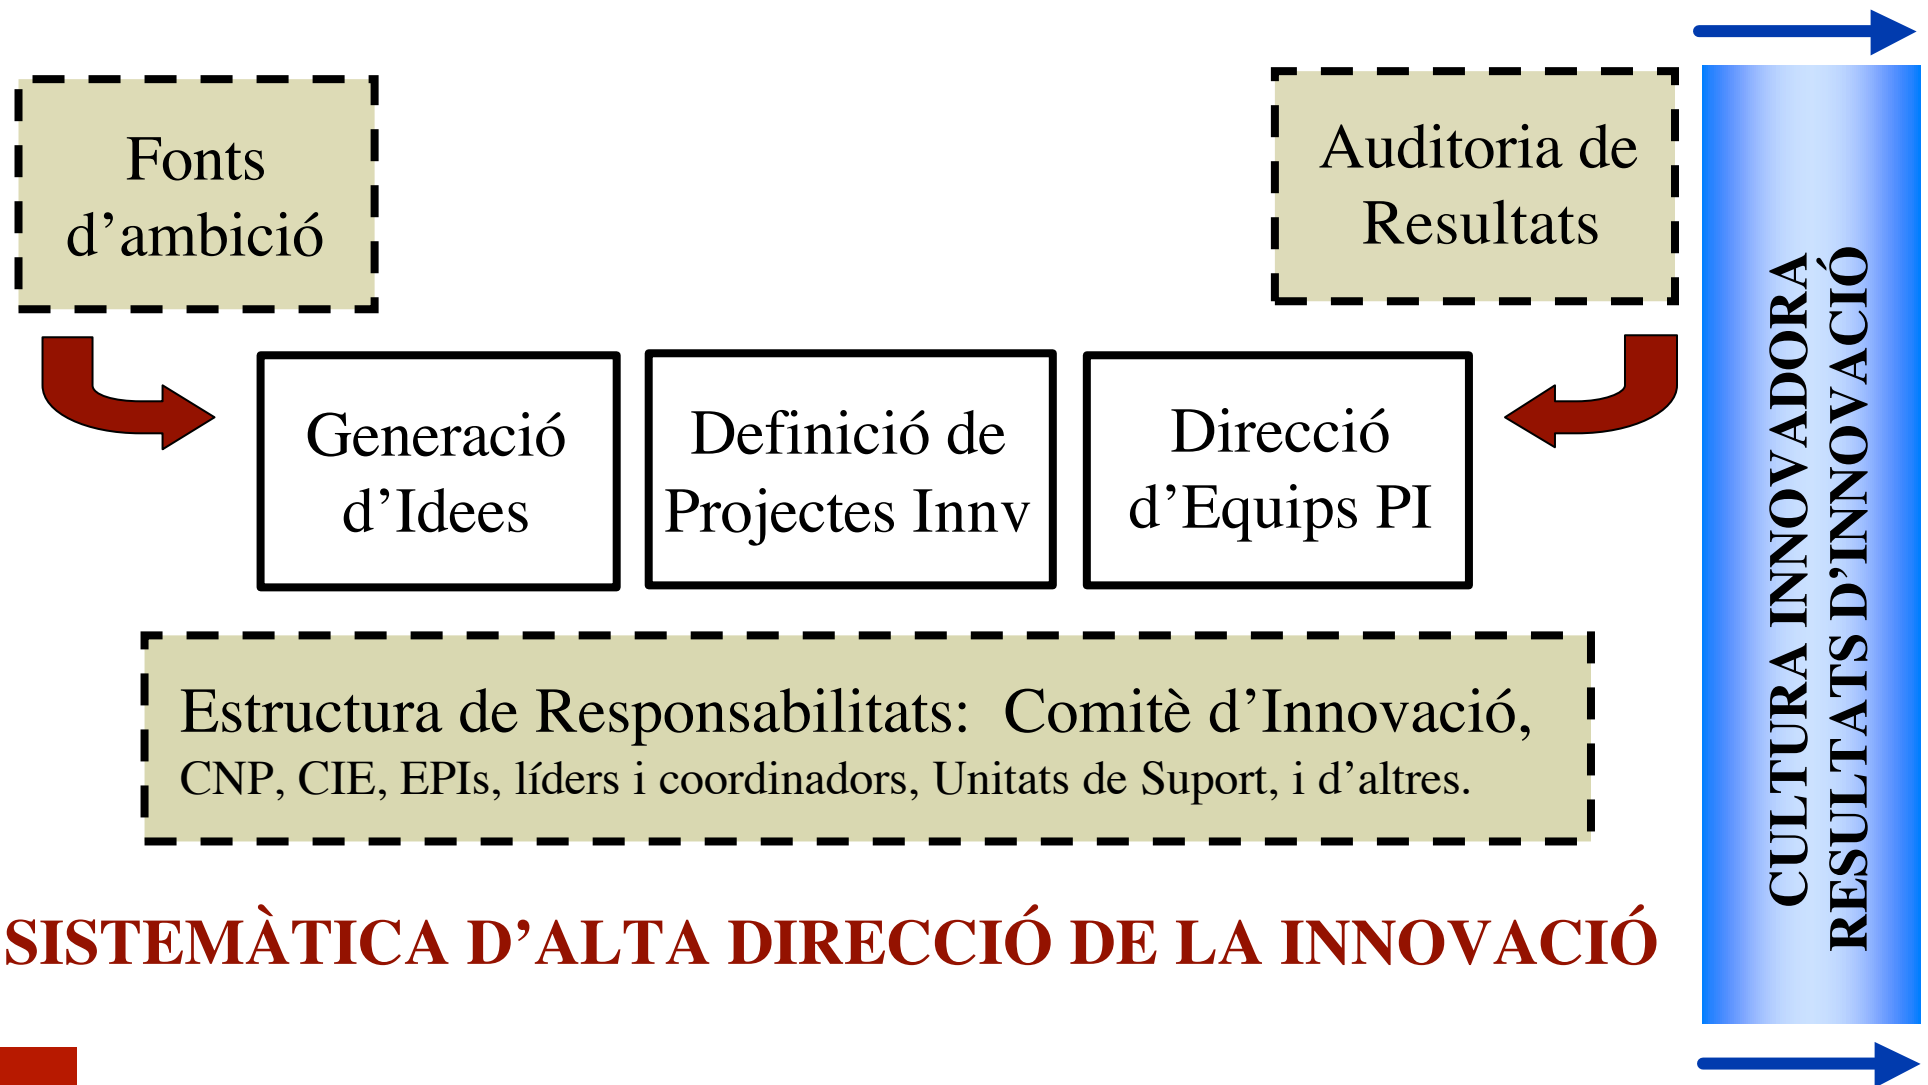 Fonts
d’ambició
Auditoria de
Resultats
Generació
d’Idees
Definició de
Projectes Innv
Direcció
d’Equips PI
Estructura de Responsabilitats:  Comitè d’Innovació,
CNP, CIE, EPIs, líders i coordinadors, Unitats de Suport, i d’altres.
SISTEMÀTICA D’ALTA DIRECCIÓ DE LA INNOVACIÓ
CULTURA INNOVADORA
RESULTATS D’INNOVACIÓ